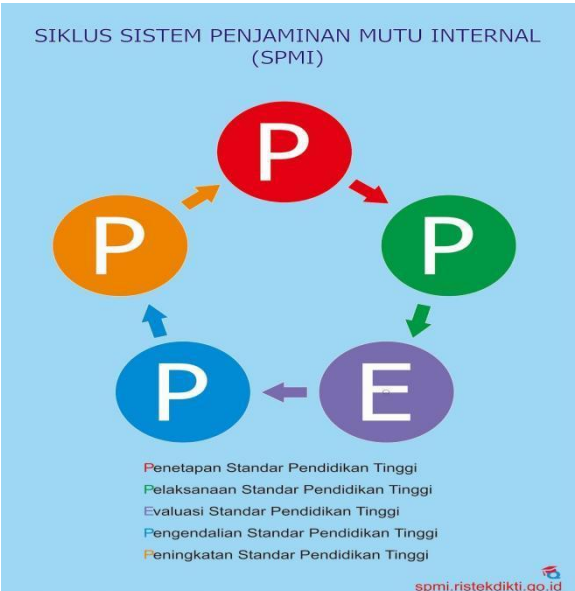 SIKLUS SISTEM PENJAMINAN MUTU INTERNAL
(SPMI)
P
P
P
P
E
Penetapan Standar Pendidikan Tinggi
Pelaksanaan Standar Pendidikan Tinggi
Evaluasi Standar Pendidikan Tinggi
Pengendalian Standar Pendidikan Tinggi
Peningkatan Standar Pendidikan Tinggi
spmi.ristekdikti.go.id